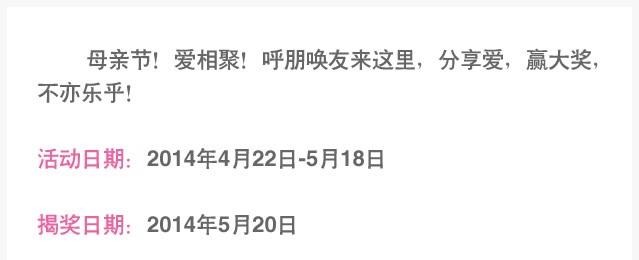 母亲节！爱相聚！呼朋唤友来这里，分享爱，赢大奖，
不亦乐乎！
活动日期：2014年4月22日-5月18日
揭奖日期：2014年5月20日